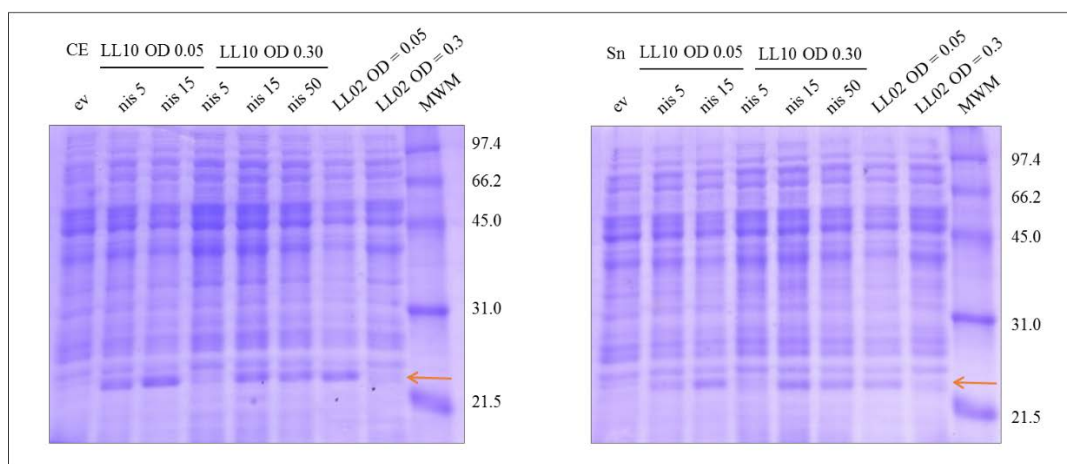 CE
LL10 OD 0.05
LL10 OD 0.30
ev
nis 5
nis 15
nis 5
nis 15
nis 50
LL02 OD = 0.05
LL02 OD = 0.3
MWM
97.4
66.2
45.0
31.0
21.5
Sn
LL10 OD 0.05
LL10 OD 0.30
ev
nis 5
nis 15
nis 5
nis 15
nis 50
LL02 OD = 0.05
LL02 OD = 0.3
MWM
97.4
66.2
45.0
31.0
21.5